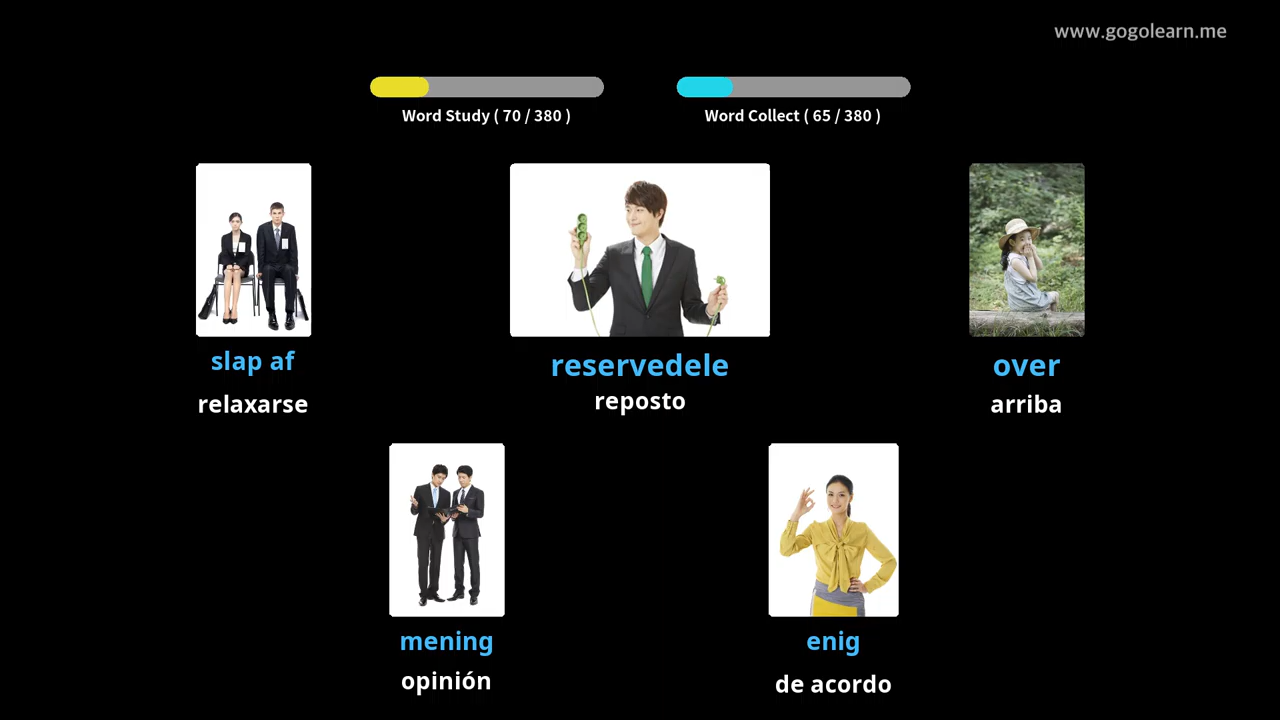 www.gogolearn.me
Word Study ( 70 / 380 )
Word Collect ( 65 / 380 )
slap af
relaxarse
reservedele
reposto
over
arriba
mening
opinión
enig
de acordo